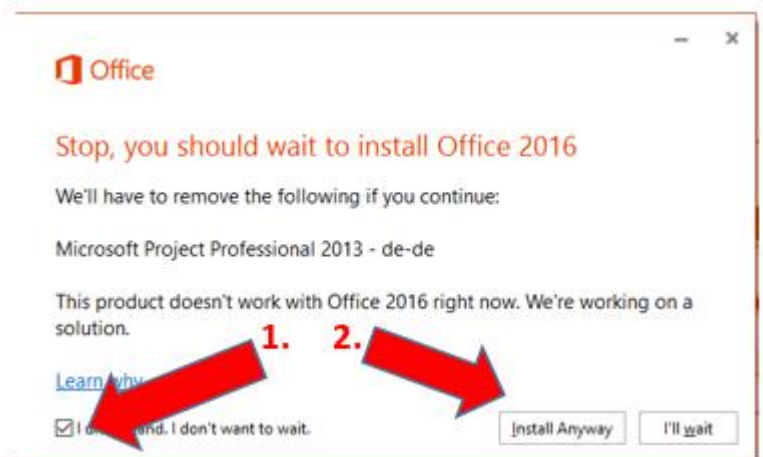 Office
Stop, you should wait to install Office 2016
We'll have to remove the following if you continue:
Microsoft Project Professional 2013 - de-de
This product doesn't work with Office 2016 right now. We're working on a
solution.
1. 2.
Learn why
I understand. I don't want to wait.
Install Anyway
I'll wait